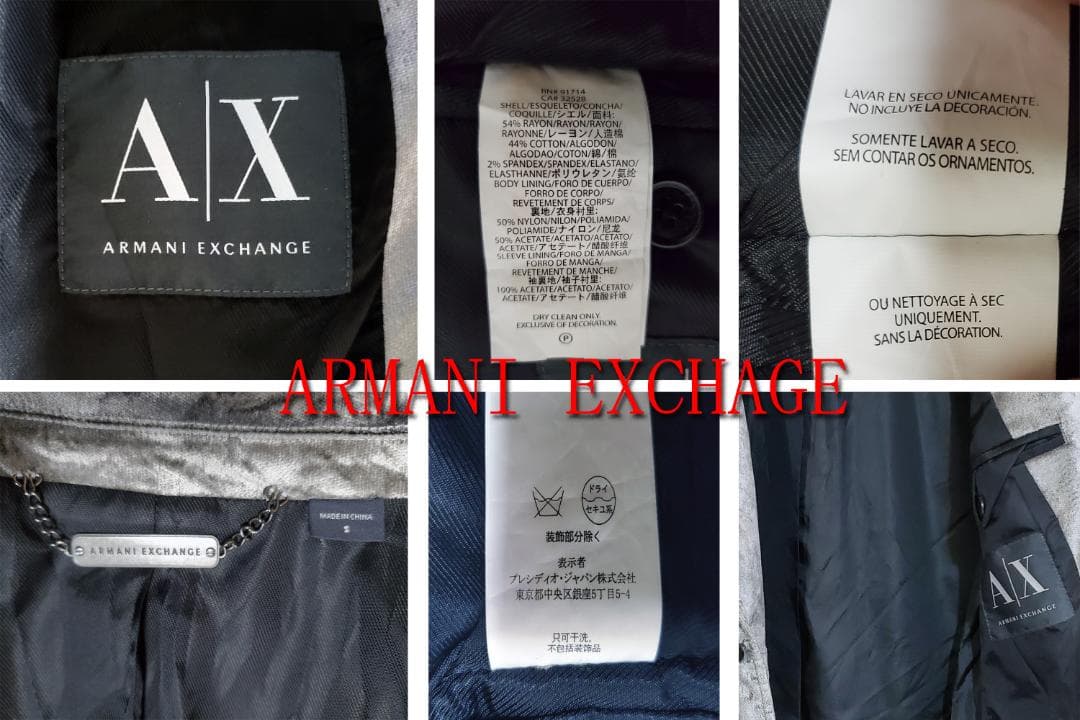 A|X
ARMANI EXCHANGE
RN# 91714
CA# 32528
SHELL/ESQUELETO/CONCHA/
COQUILLE/シエル/面料:
54% RAYON/RAYON/RAYON/
RAYONNE/レーヨン/人造棉
44% COTTON/ALGODON/
ALGODAO/COTON/綿/棉
2% SPANDEX/SPANDEX/ELASTANO/
ELASTHANNE/ポリウレタン/氨纶
BODY LINING/FORO DE CUERPO/
FORRO DE CORPO/
REVETEMENT DE CORPS/
裏地/衣身衬里:
50% NYLON/NILON/POLIAMIDA/
POLIAMIDE/ナイロン/尼龙
50% ACETATE/ACETATO/ACETATO/
ACETATE/アセテート/醋酸纤维
SLEEVE LINING/FORO DE MANGA/
FORRO DE MANGA/
REVETEMENT DE MANCHE/
袖裏地/袖子衬里:
100% ACETATE/ACETATO/ACETATO/
ACETATE/アセテート/醋酸纤维
DRY CLEAN ONLY.
EXCLUSIVE OF DECORATION.
P
LAVAR EN SECO UNICAMENTE.
NO INCLUYE LA DECORACIÓN.
SOMENTE LAVAR A SECO.
SEM CONTAR OS ORNAMENTOS.
OU NETTOYAGE À SEC
UNIQUEMENT.
SANS LA DÉCORATION.
ARMANI EXCHAGE
ARMANI EXCHANGE
MADE IN CHINA
S
ドライ
セキユ系
装飾部分除く
表示者
プレシディオ・ジャパン株式会社
東京都中央区銀座5丁目5-4
只可干洗,
不包括装饰品
A|X
ARMANI EXCHANGE